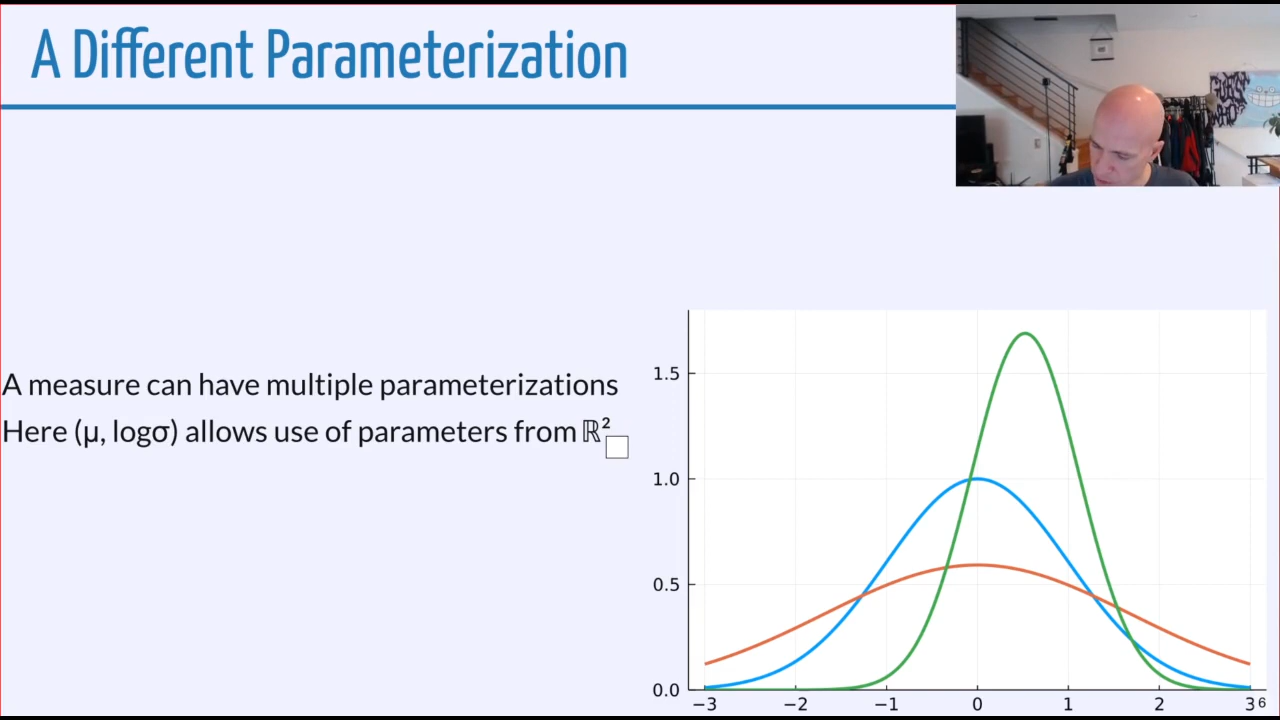 A Different Parameterization
A measure can have multiple parameterizations
Here (μ, logσ) allows use of parameters from ℝ²
1.5
1.0
0.5
0.0
−3 −2 −1 0 1 2 3 6